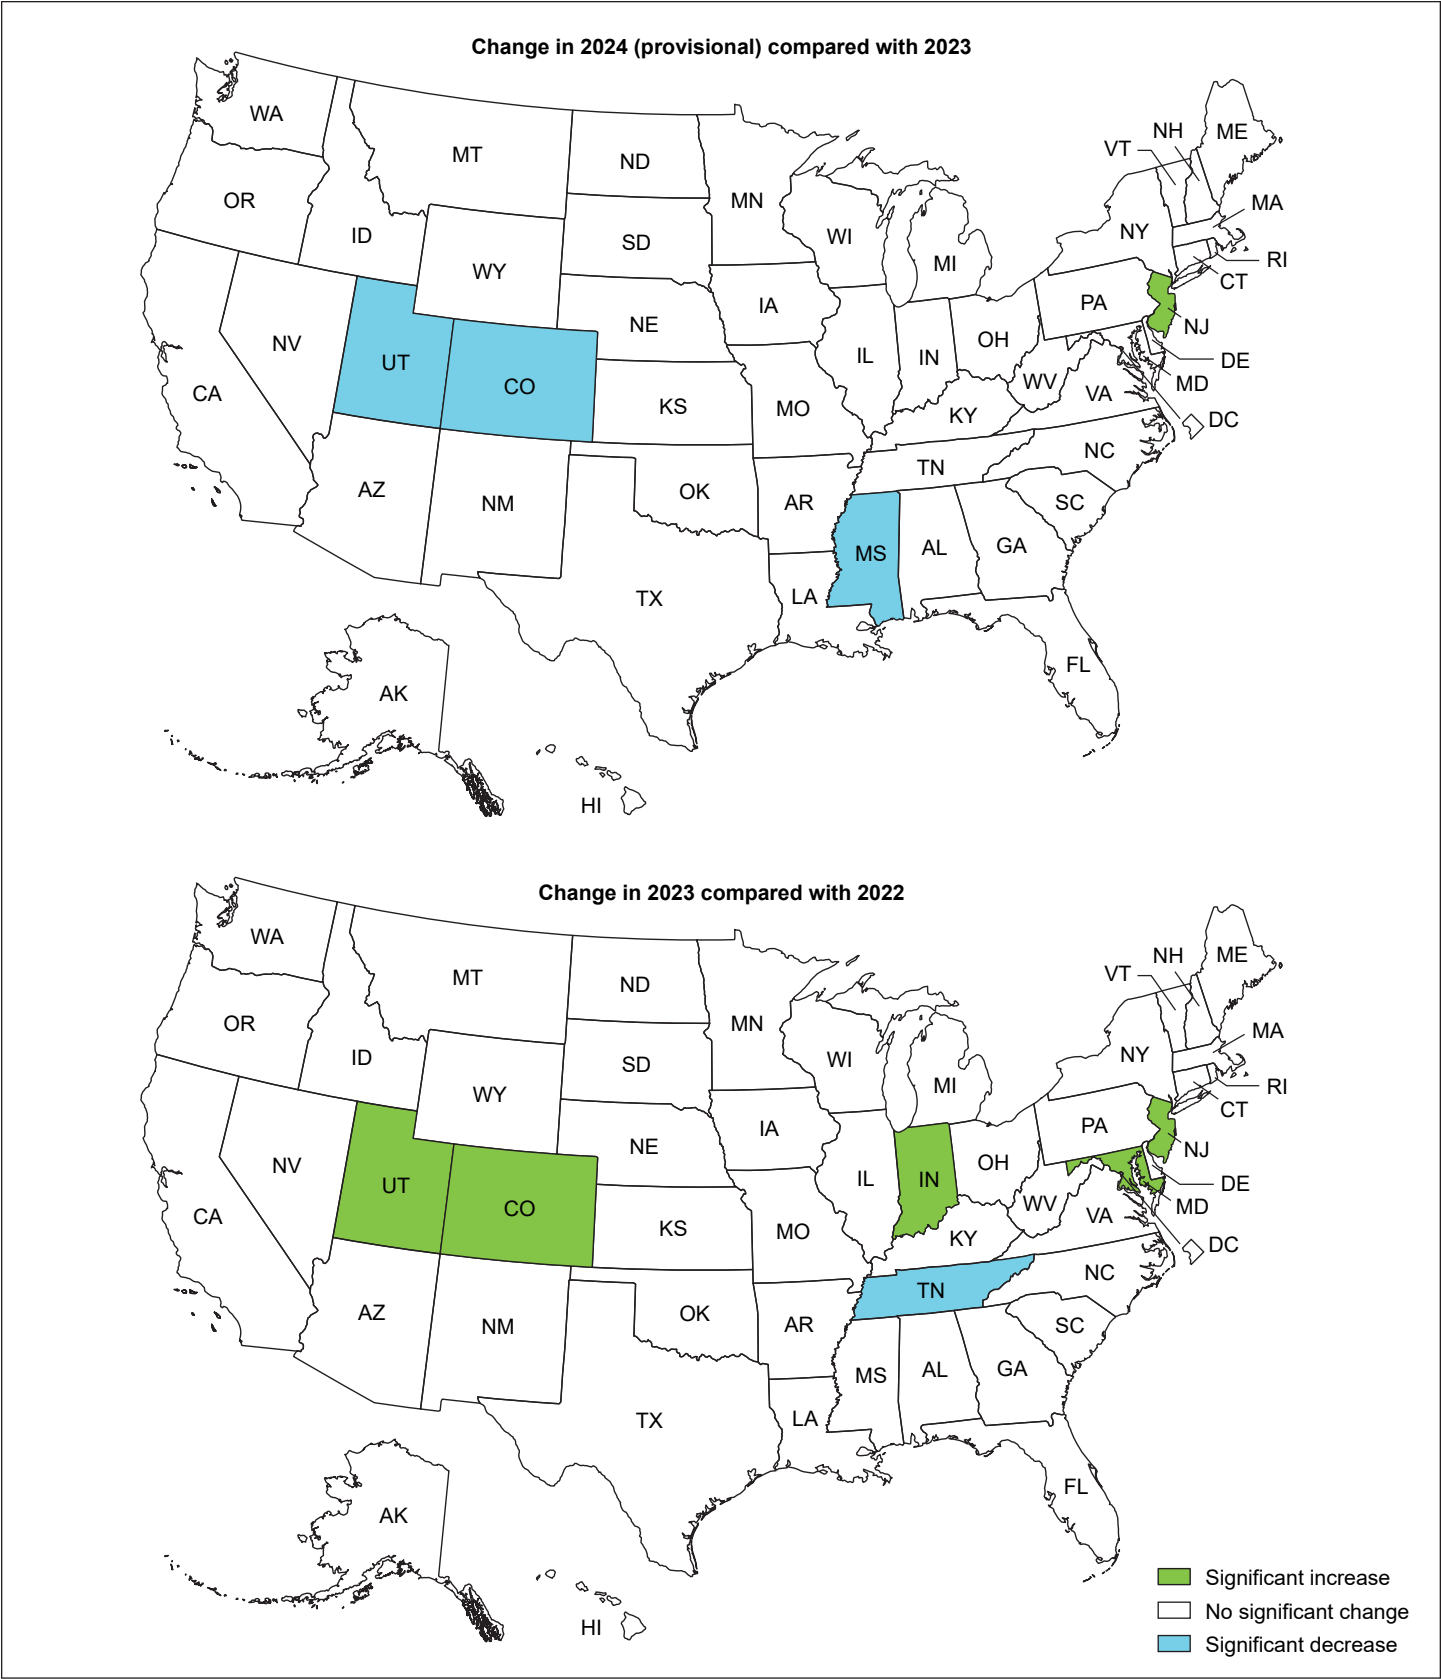 Change in 2024 (provisional) compared with 2023
WA
MT
ND
MN
VT
NH
ME
OR
ID
SD
WI
MI
NY
MA
WY
RI
CT
NE
IA
PA
NJ
NV
UT
CO
IL
IN
OH
DE
MD
CA
KS
MO
KY
WV
VA
DC
AZ
NM
OK
AR
TN
NC
SC
MS
AL
GA
TX
LA
FL
AK
HI
Change in 2023 compared with 2022
WA
MT
ND
MN
VT
NH
ME
OR
ID
SD
WI
MI
NY
MA
WY
RI
CT
NE
IA
PA
NJ
NV
UT
CO
IL
IN
OH
DE
MD
CA
KS
MO
KY
WV
VA
DC
AZ
NM
OK
AR
TN
NC
SC
MS
AL
GA
TX
LA
FL
AK
HI
Significant increase
No significant change
Significant decrease